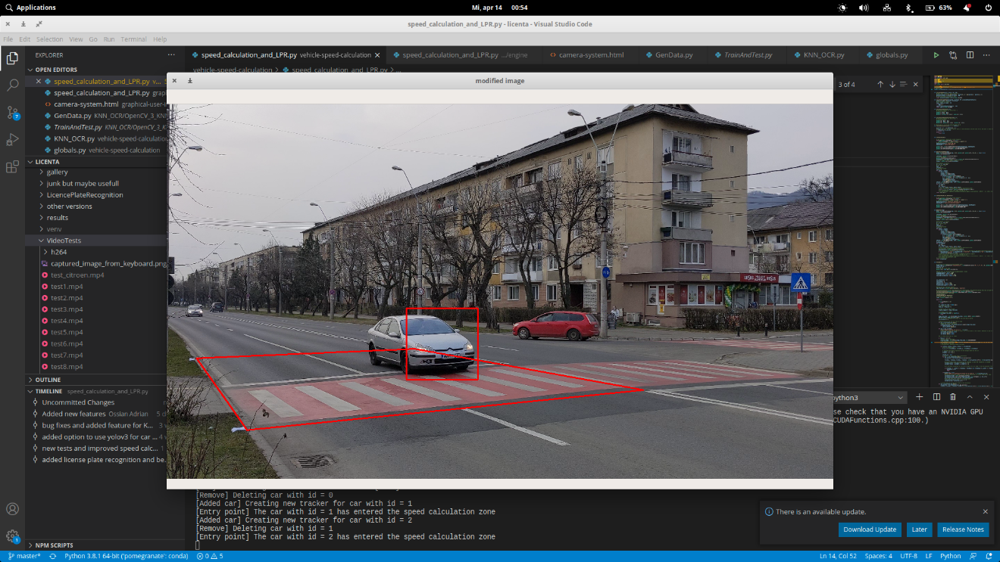 Applications
Mi, apr 14 00:54
63%
speed_calculation_and_LPR.py - licenta - Visual Studio Code
File Edit Selection View Go Run Terminal Help
EXPLORER
speed_calculation_and_LPR.py vehicle-speed-calculation
speed_calculation_and_LPR.py .../engine
camera-system.html
GenData.py
TrainAndTest.py
KNN_OCR.py
globals.py
vehicle-speed-calculation > speed_calculation_and_LPR.py > ...
OPEN EDITORS
speed_calculation_and_LPR.py v...
speed_calculation_and_LPR.py
camera-system.html graphical-user-
GenData.py KNN_OCR/OpenCV_3_KNN
TrainAndTest.py KNN_OCR/OpenCV_3_K
KNN_OCR.py vehicle-speed-calculation
globals.py vehicle-speed-calculation
LICENTA
gallery
junk but maybe usefull
LicencePlateRecognition
other versions
results
venv
VideoTests
h264
captured_image_from_keyboard.png
test_citroen.mp4
test1.mp4
test2.mp4
test3.mp4
test4.mp4
test5.mp4
test6.mp4
test7.mp4
test8.mp4
OUTLINE
TIMELINE speed_calculation_and_LPR.py
Uncommitted Changes
Added new features Ossian Adrian 5 d
bug fixes and added feature for K... 3
added option to use yolov3 for car ... 4
new tests and improved speed calc... 1
added license plate recognition and be...
NPM SCRIPTS
modified image
3 of 4
python3
se check that you have an NVIDIA GPU
CUDAFunctions.cpp:100.)
[Remove] Deleting car with id = 0
[Added car] Creating new tracker for car with id = 1
[Entry point] The car with id = 1 has entered the speed calculation zone
[Added car] Creating new tracker for car with id = 2
[Remove] Deleting car with id = 1
[Entry point] The car with id = 2 has entered the speed calculation zone
There is an available update.
Download Update Later Release Notes
master* Python 3.8.1 64-bit ('pomegranate': conda) 0 5
Ln 14, Col 52 Spaces: 4 UTF-8 LF Python